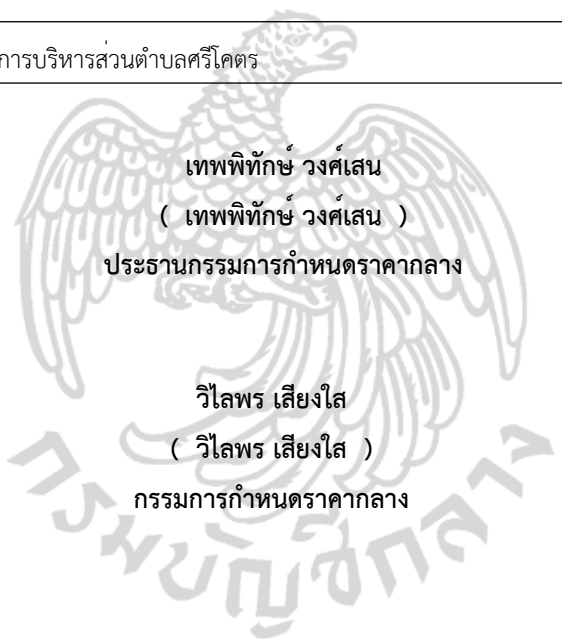 การบริหารส่วนตำบลศรีโคตร
เทพพิทักษ์ วงศ์เสน
( เทพพิทักษ์ วงศ์เสน )
ประธานกรรมการกำหนดราคากลาง
วิไลพร เสียงใส
( วิไลพร เสียงใส )
กรรมการกำหนดราคากลาง
กรมบัญชีกลาง